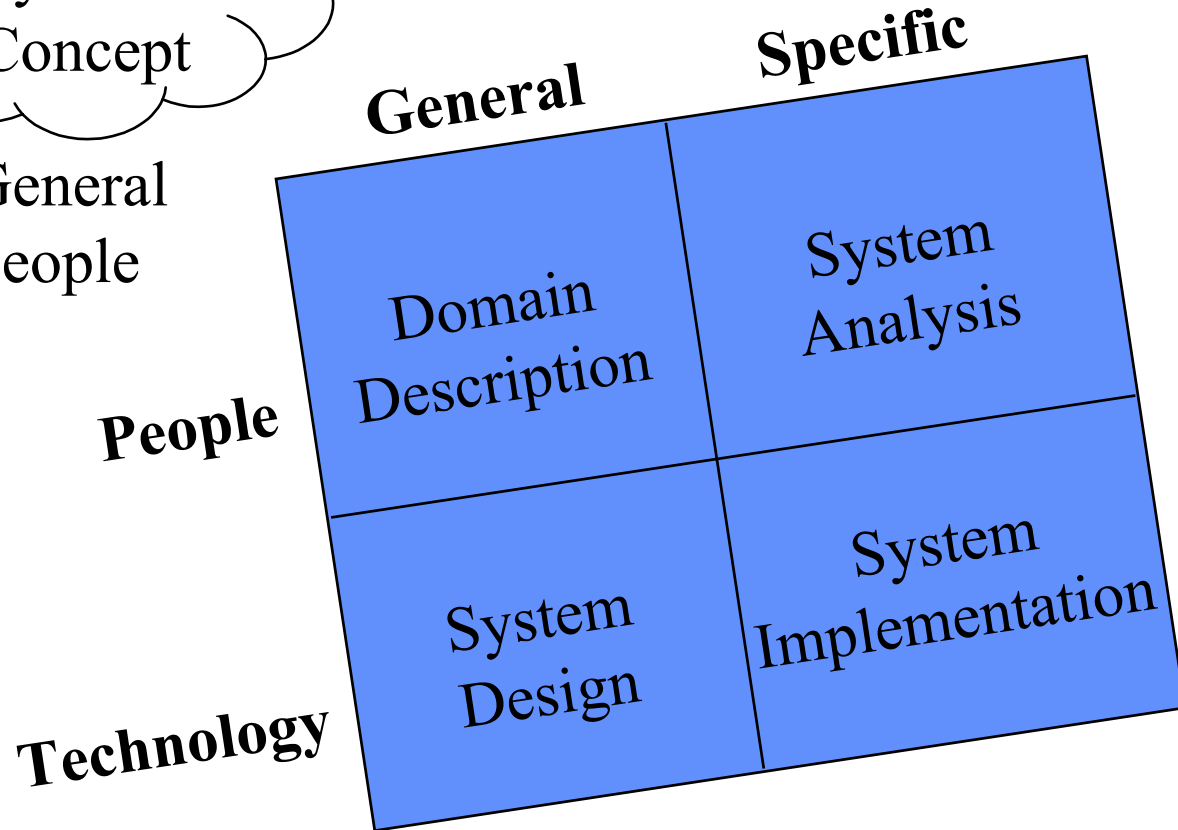 Concept
General
People
General
Specific
People
Technology
Domain
Description
System
Analysis
System
Design
System
Implementation